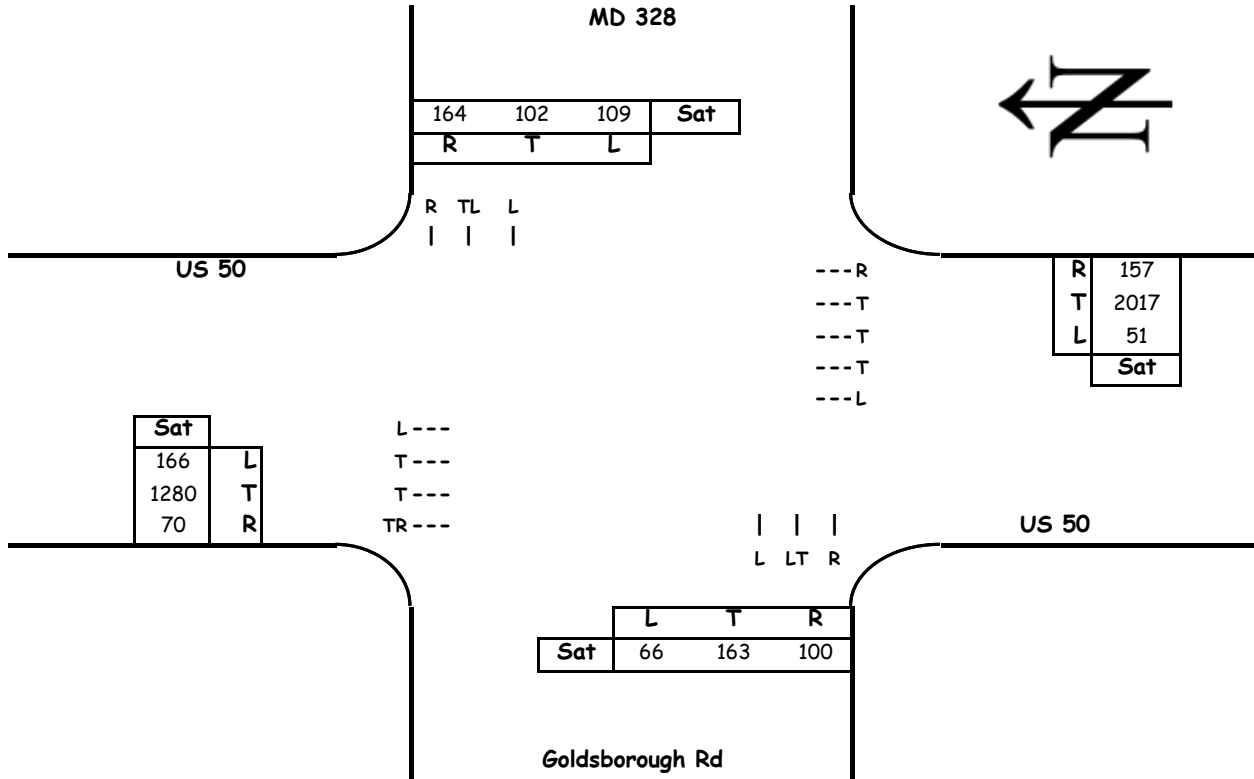 MD 328
164 102 109 Sat
R T L
N
R TL L
US 50
---R
---T
---T
---T
---L
R 157
T 2017
L 51
Sat
Sat
166 L
1280 T
70 R
L---
T---
T---
TR---
US 50
L LT R
L T R
Sat 66 163 100
Goldsborough Rd